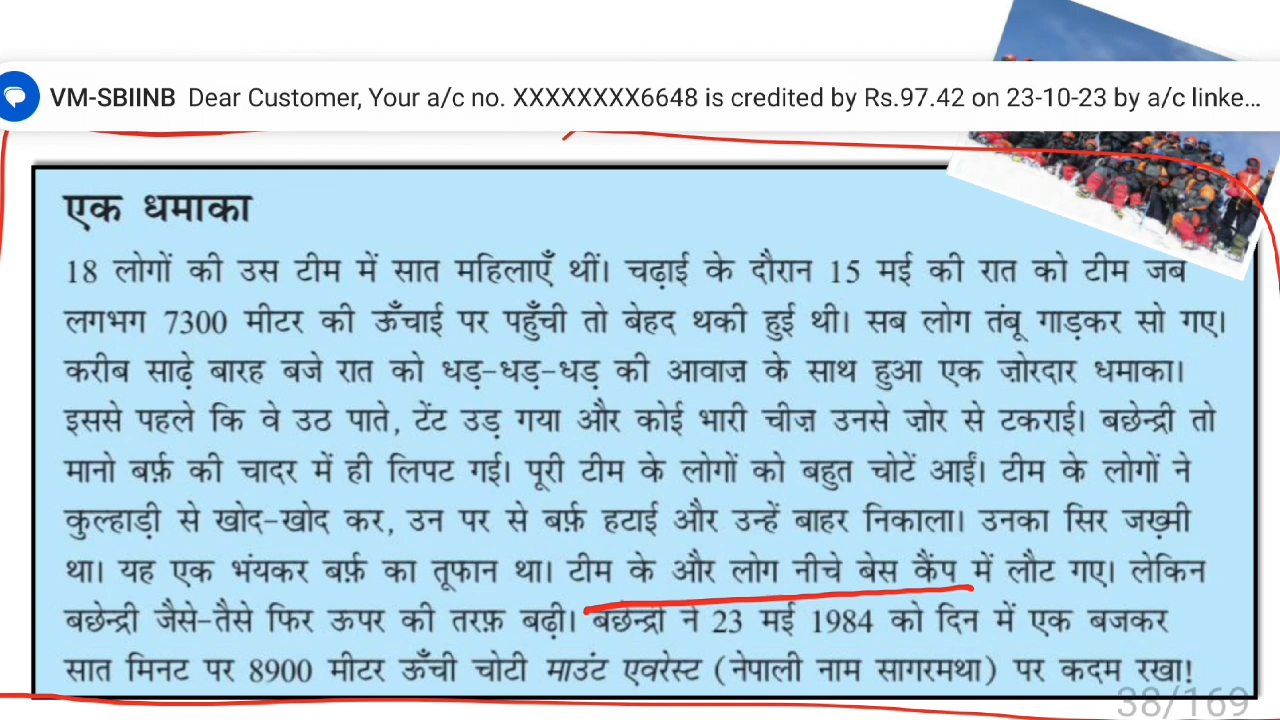 VM-SBIINB Dear Customer, Your a/c no. XXXXXXXX6648 is credited by Rs.97.42 on 23-10-23 by a/c linke...
एक धमाका
18 लोगों की उस टीम में सात महिलाएँ थीं। चढ़ाई के दौरान 15 मई की रात को टीम जब
लगभग 7300 मीटर की ऊँचाई पर पहुँची तो बेहद थकी हुई थी। सब लोग तंबू गाड़कर सो गए।
करीब साढ़े बारह बजे रात को धड़-धड़-धड़ की आवाज़ के साथ हुआ एक ज़ोरदार धमाका।
इससे पहले कि वे उठ पाते, टेंट उड़ गया और कोई भारी चीज़ उनसे ज़ोर से टकराई। बछेन्द्री तो
मानो बर्फ़ की चादर में ही लिपट गई। पूरी टीम के लोगों को बहुत चोटें आईं। टीम के लोगों ने
कुल्हाड़ी से खोद-खोद कर, उन पर से बर्फ़ हटाई और उन्हें बाहर निकाला। उनका सिर जख़्मी
था। यह एक भंयकर बर्फ़ का तूफान था। टीम के और लोग नीचे बेस कैंप में लौट गए। लेकिन
बछेन्द्री जैसे-तैसे फिर ऊपर की तरफ़ बढ़ी। बछेन्द्री ने 23 मई 1984 को दिन में एक बजकर
सात मिनट पर 8900 मीटर ऊँची चोटी माउंट एवरेस्ट (नेपाली नाम सागरमथा) पर कदम रखा!
38/169